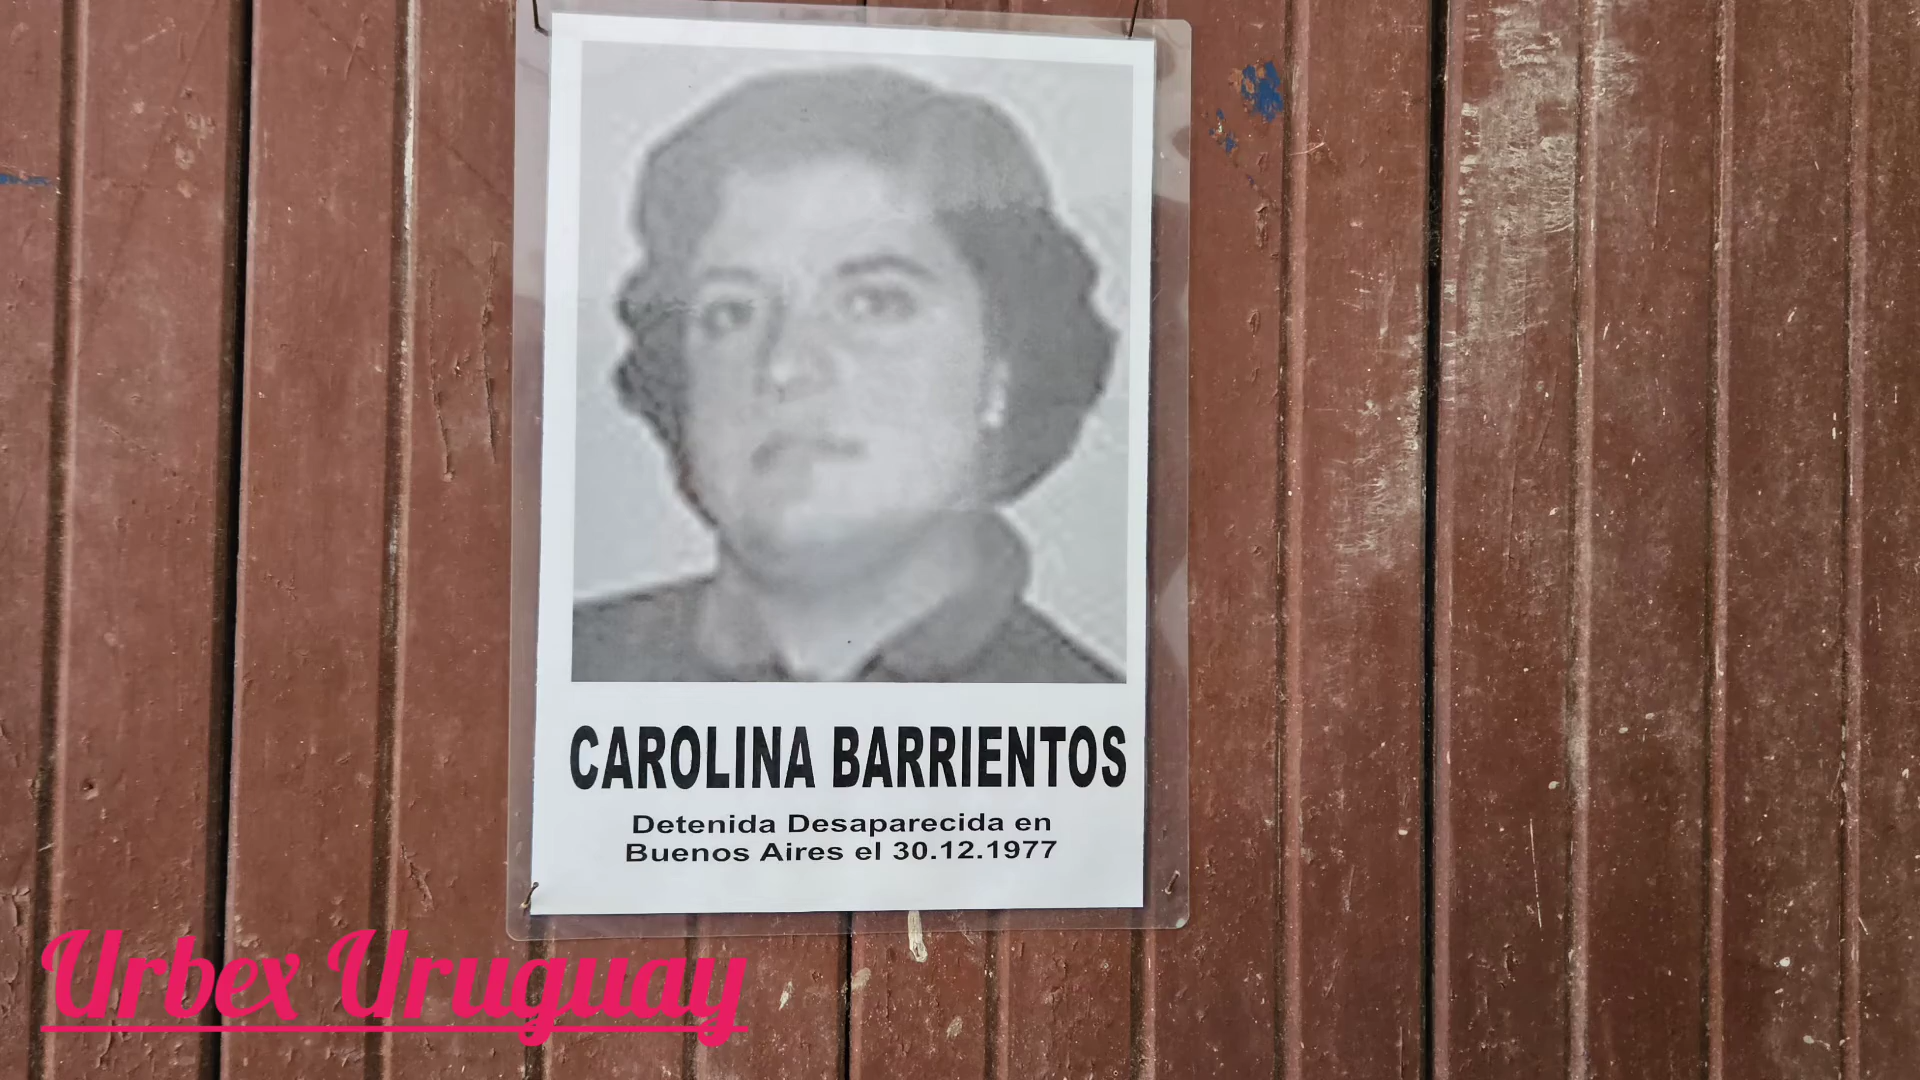 CAROLINA BARRIENTOS
Detenida Desaparecida en
Buenos Aires el 30.12.1977
Urbex Uruguay